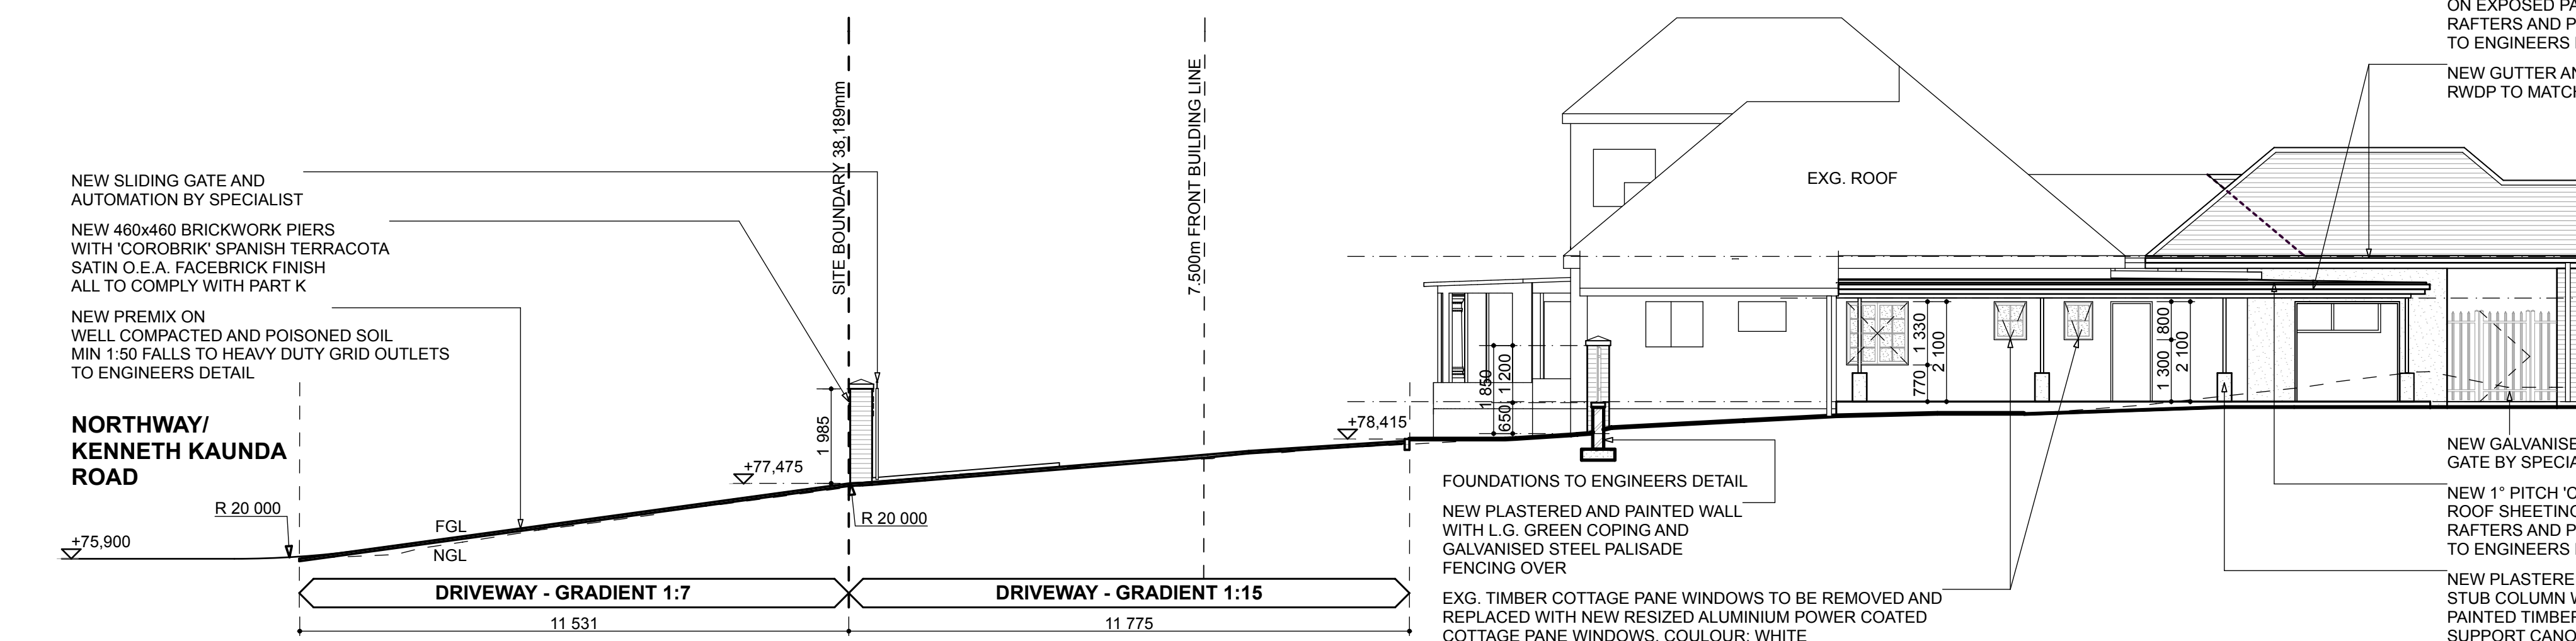 NEW SLIDING GATE AND
AUTOMATION BY SPECIALIST
NEW 460x460 BRICKWORK PIERS
WITH 'COROBRIK' SPANISH TERRACOTA
SATIN O.E.A. FACEBRICK FINISH
ALL TO COMPLY WITH PART K
NEW PREMIX ON
WELL COMPACTED AND POISONED SOIL
MIN 1:50 FALLS TO HEAVY DUTY GRID OUTLETS
TO ENGINEERS DETAIL
NORTHWAY/
KENNETH KAUNDA
ROAD
R 20 000
+75,900
FGL
NGL
+77,475
1 985
SITE BOUNDARY 38,189mm
R 20 000
7.500m FRONT BUILDING LINE
DRIVEWAY - GRADIENT 1:7
DRIVEWAY - GRADIENT 1:15
11 531
11 775
+78,415
1 850
1 200
650
EXG. ROOF
770
1 330
2 100
1 300
800
2 100
FOUNDATIONS TO ENGINEERS DETAIL
NEW PLASTERED AND PAINTED WALL
WITH L.G. GREEN COPING AND
GALVANISED STEEL PALISADE
FENCING OVER
EXG. TIMBER COTTAGE PANE WINDOWS TO BE REMOVED AND
REPLACED WITH NEW RESIZED ALUMINIUM POWER COATED
COTTAGE PANE WINDOWS. COULOUR: WHITE
ON EXPOSED PA
RAFTERS AND P
TO ENGINEERS
NEW GUTTER AN
RWDP TO MATCH
NEW GALVANISE
GATE BY SPECIA
NEW 1° PITCH 'C
ROOF SHEETING
RAFTERS AND P
TO ENGINEERS
NEW PLASTERE
STUB COLUMN W
PAINTED TIMBE
SUPPORT CANO